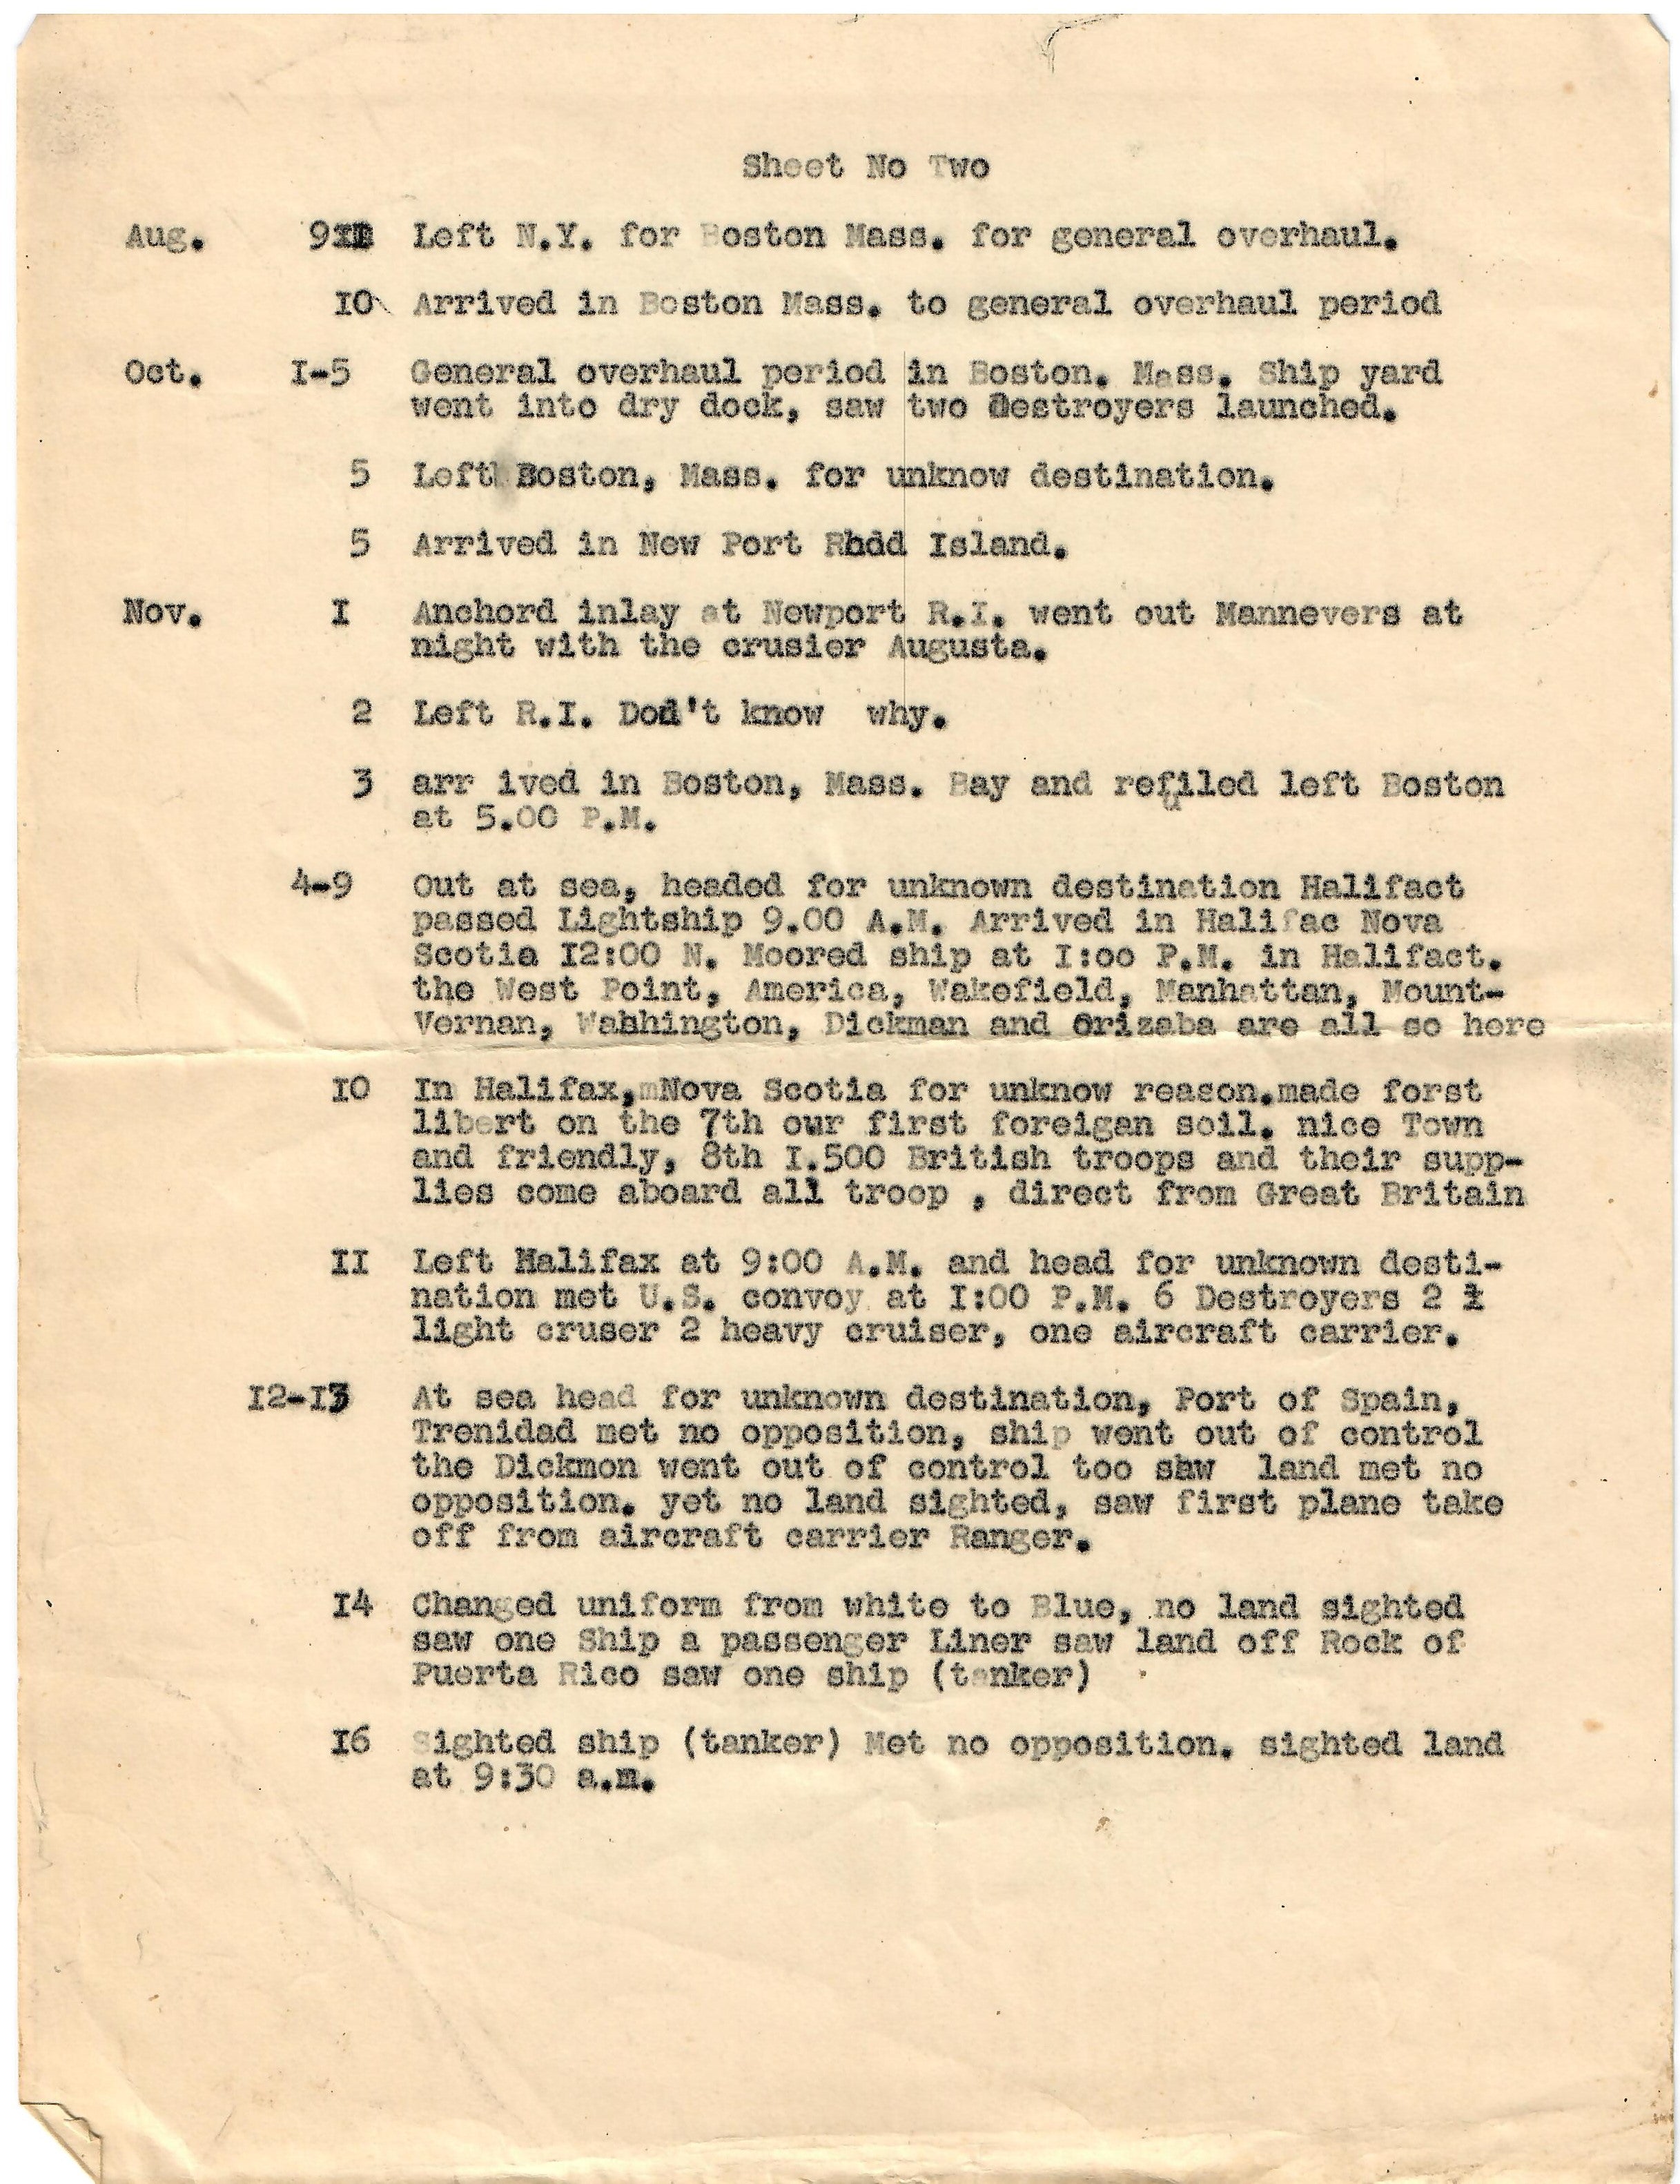 Sheet No Two
Aug. 9 Left N.Y. for Boston Mass. for general overhaul.
IO Arrived in Boston Mass. to general overhaul period
Oct. I-5 General overhaul period in Boston. Mass. Ship yard
went into dry dock, saw two Destroyers launched.
5 Left Boston, Mass. for unknow destination.
5 Arrived in New Port Rhdd Island.
Nov. I Anchord inlay at Newport R.I. went out Mannevers at
night with the crusier Augusta.
2 Left R.I. Don't know why.
3 arr ived in Boston, Mass. Bay and refuiled left Boston
at 5.00 P.M.
4-9 Out at sea, headed for unknown destination Halifact
passed Lightship 9.00 A.M. Arrived in Halifac Nova
Scotia I2:00 N. Moored ship at I:oo P.M. in Halifact.
the West Point, America, Wakefield, Manhattan, Mount-
Vernan, Wahhington, Dickman and Orizaba are all so here
IO In Halifax,mNova Scotia for unknow reason.made forst
libert on the 7th our first foreigan soil. nice Town
and friendly, 8th I.500 British troops and their supp-
lies come aboard all troop , direct from Great Britain
II Left Halifax at 9:00 A.M. and head for unknown desti-
nation met U.S. convoy at I:00 P.M. 6 Destroyers 2
light cruser 2 heavy cruiser, one aircraft carrier.
I2-I3 At sea head for unknown destination, Port of Spain,
Trenidad met no opposition, ship went out of control
the Dickmon went out of control too saw land met no
opposition. yet no land sighted, saw first plane take
off from aircraft carrier Ranger.
I4 Changed uniform from white to Blue, no land sighted
saw one Ship a passenger Liner saw land off Rock of
Puerta Rico saw one ship (tanker)
I6 Sighted ship (tanker) Met no opposition. sighted land
at 9:30 a.m.